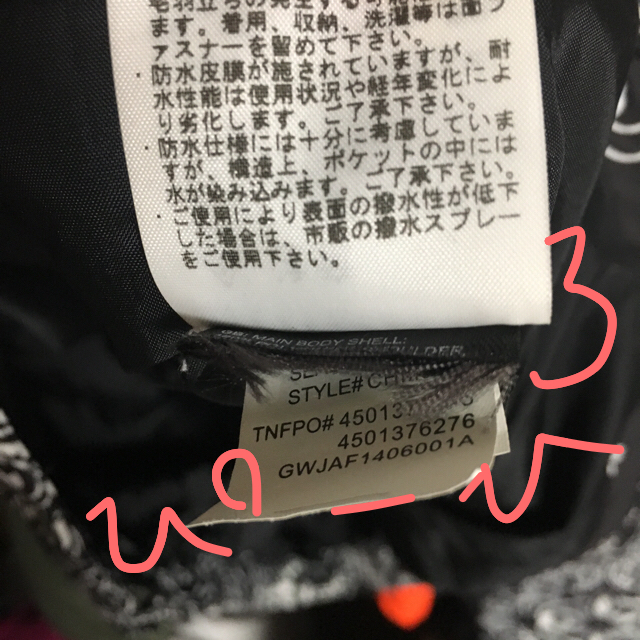 ます。着用、収納、洗濯時は面フ
ァスナーを留めて下さい。
・防水皮膜が施されていますが、耐
水性能は使用状況や経年変化によ
り劣化します。ご了承下さい。
・防水仕様には十分に考慮していま
すが、構造上、ポケットの中には
水が染み込みます。ご了承下さい。
・ご使用により表面の撥水性が低下
した場合は、市販の撥水スプレー
をご使用下さい。
MAIN BODY SHELL:
STYLE#
TNFPO#
4501376276
GWJAF1406001A
3